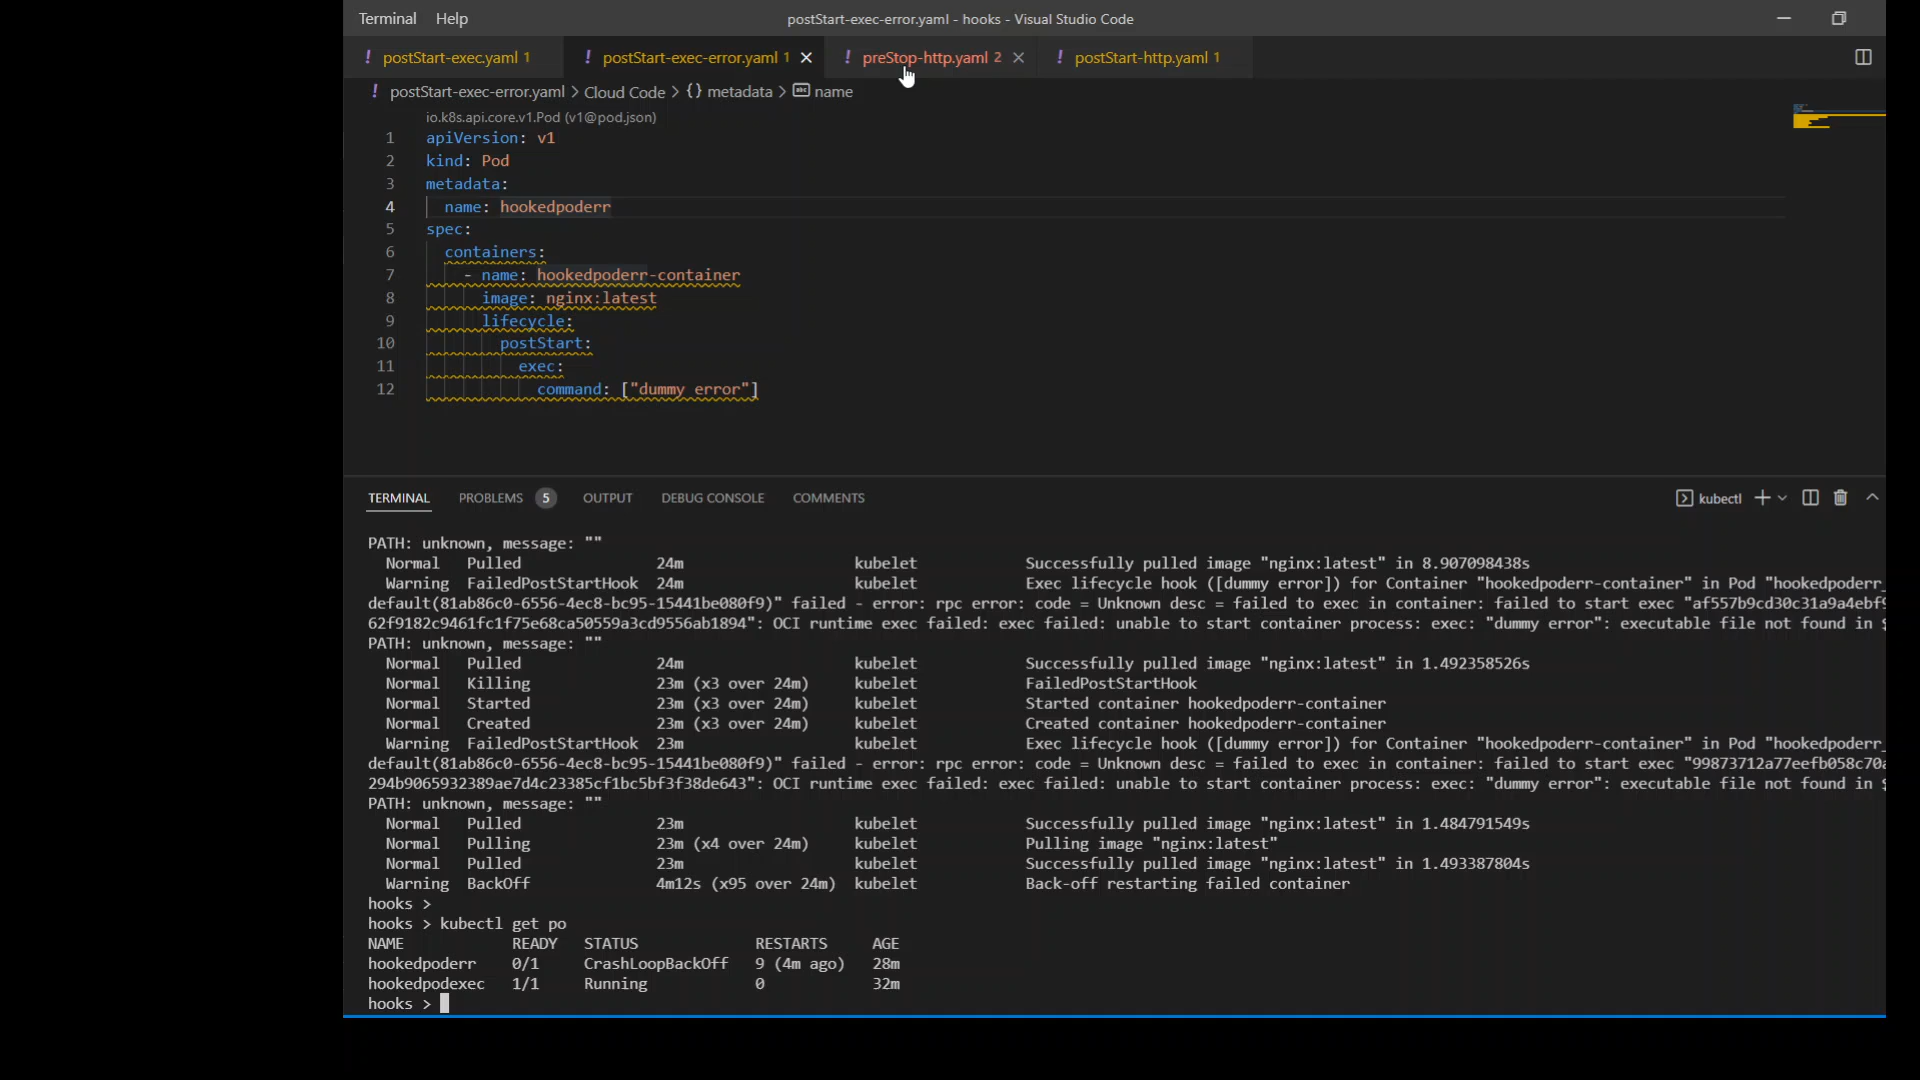 Terminal Help postStart-exec-error.yaml - hooks - Visual Studio Code
! postStart-exec.yaml 1 ! postStart-exec-error.yaml 1 ! preStop-http.yaml 2 ! postStart-http.yaml 1
! postStart-exec-error.yaml > Cloud Code > {} metadata > abc name
io.k8s.api.core.v1.Pod (v1@pod.json)
1 apiVersion: v1
2 kind: Pod
3 metadata:
4 name: hookedpoderr
5 spec:
6 containers:
7 - name: hookedpoderr-container
8 image: nginx:latest
9 lifecycle:
10 postStart:
11 exec:
12 command: ["dummy error"]
TERMINAL PROBLEMS 5 OUTPUT DEBUG CONSOLE COMMENTS kubectl
PATH: unknown, message: ""
Normal Pulled 24m kubelet Successfully pulled image "nginx:latest" in 8.907098438s
Warning FailedPostStartHook 24m kubelet Exec lifecycle hook ([dummy error]) for Container "hookedpoderr-container" in Pod "hookedpoderr_
default(81ab86c0-6556-4ec8-bc95-15441be080f9)" failed - error: rpc error: code = Unknown desc = failed to exec in container: failed to start exec "af557b9cd30c31a9a4ebf9
62f9182c9461fc1f75e68ca50559a3cd9556ab1894": OCI runtime exec failed: exec failed: unable to start container process: exec: "dummy error": executable file not found in $
PATH: unknown, message: ""
Normal Pulled 24m kubelet Successfully pulled image "nginx:latest" in 1.492358526s
Normal Killing 23m (x3 over 24m) kubelet FailedPostStartHook
Normal Started 23m (x3 over 24m) kubelet Started container hookedpoderr-container
Normal Created 23m (x3 over 24m) kubelet Created container hookedpoderr-container
Warning FailedPostStartHook 23m kubelet Exec lifecycle hook ([dummy error]) for Container "hookedpoderr-container" in Pod "hookedpoderr_
default(81ab86c0-6556-4ec8-bc95-15441be080f9)" failed - error: rpc error: code = Unknown desc = failed to exec in container: failed to start exec "99873712a77eefb058c70a
294b9065932389ae7d4c23385cf1bc5bf3f38de643": OCI runtime exec failed: exec failed: unable to start container process: exec: "dummy error": executable file not found in $
PATH: unknown, message: ""
Normal Pulled 23m kubelet Successfully pulled image "nginx:latest" in 1.484791549s
Normal Pulling 23m (x4 over 24m) kubelet Pulling image "nginx:latest"
Normal Pulled 23m kubelet Successfully pulled image "nginx:latest" in 1.493387804s
Warning BackOff 4m12s (x95 over 24m) kubelet Back-off restarting failed container
hooks >
hooks > kubectl get po
NAME READY STATUS RESTARTS AGE
hookedpoderr 0/1 CrashLoopBackOff 9 (4m ago) 28m
hookedpodexec 1/1 Running 0 32m
hooks >